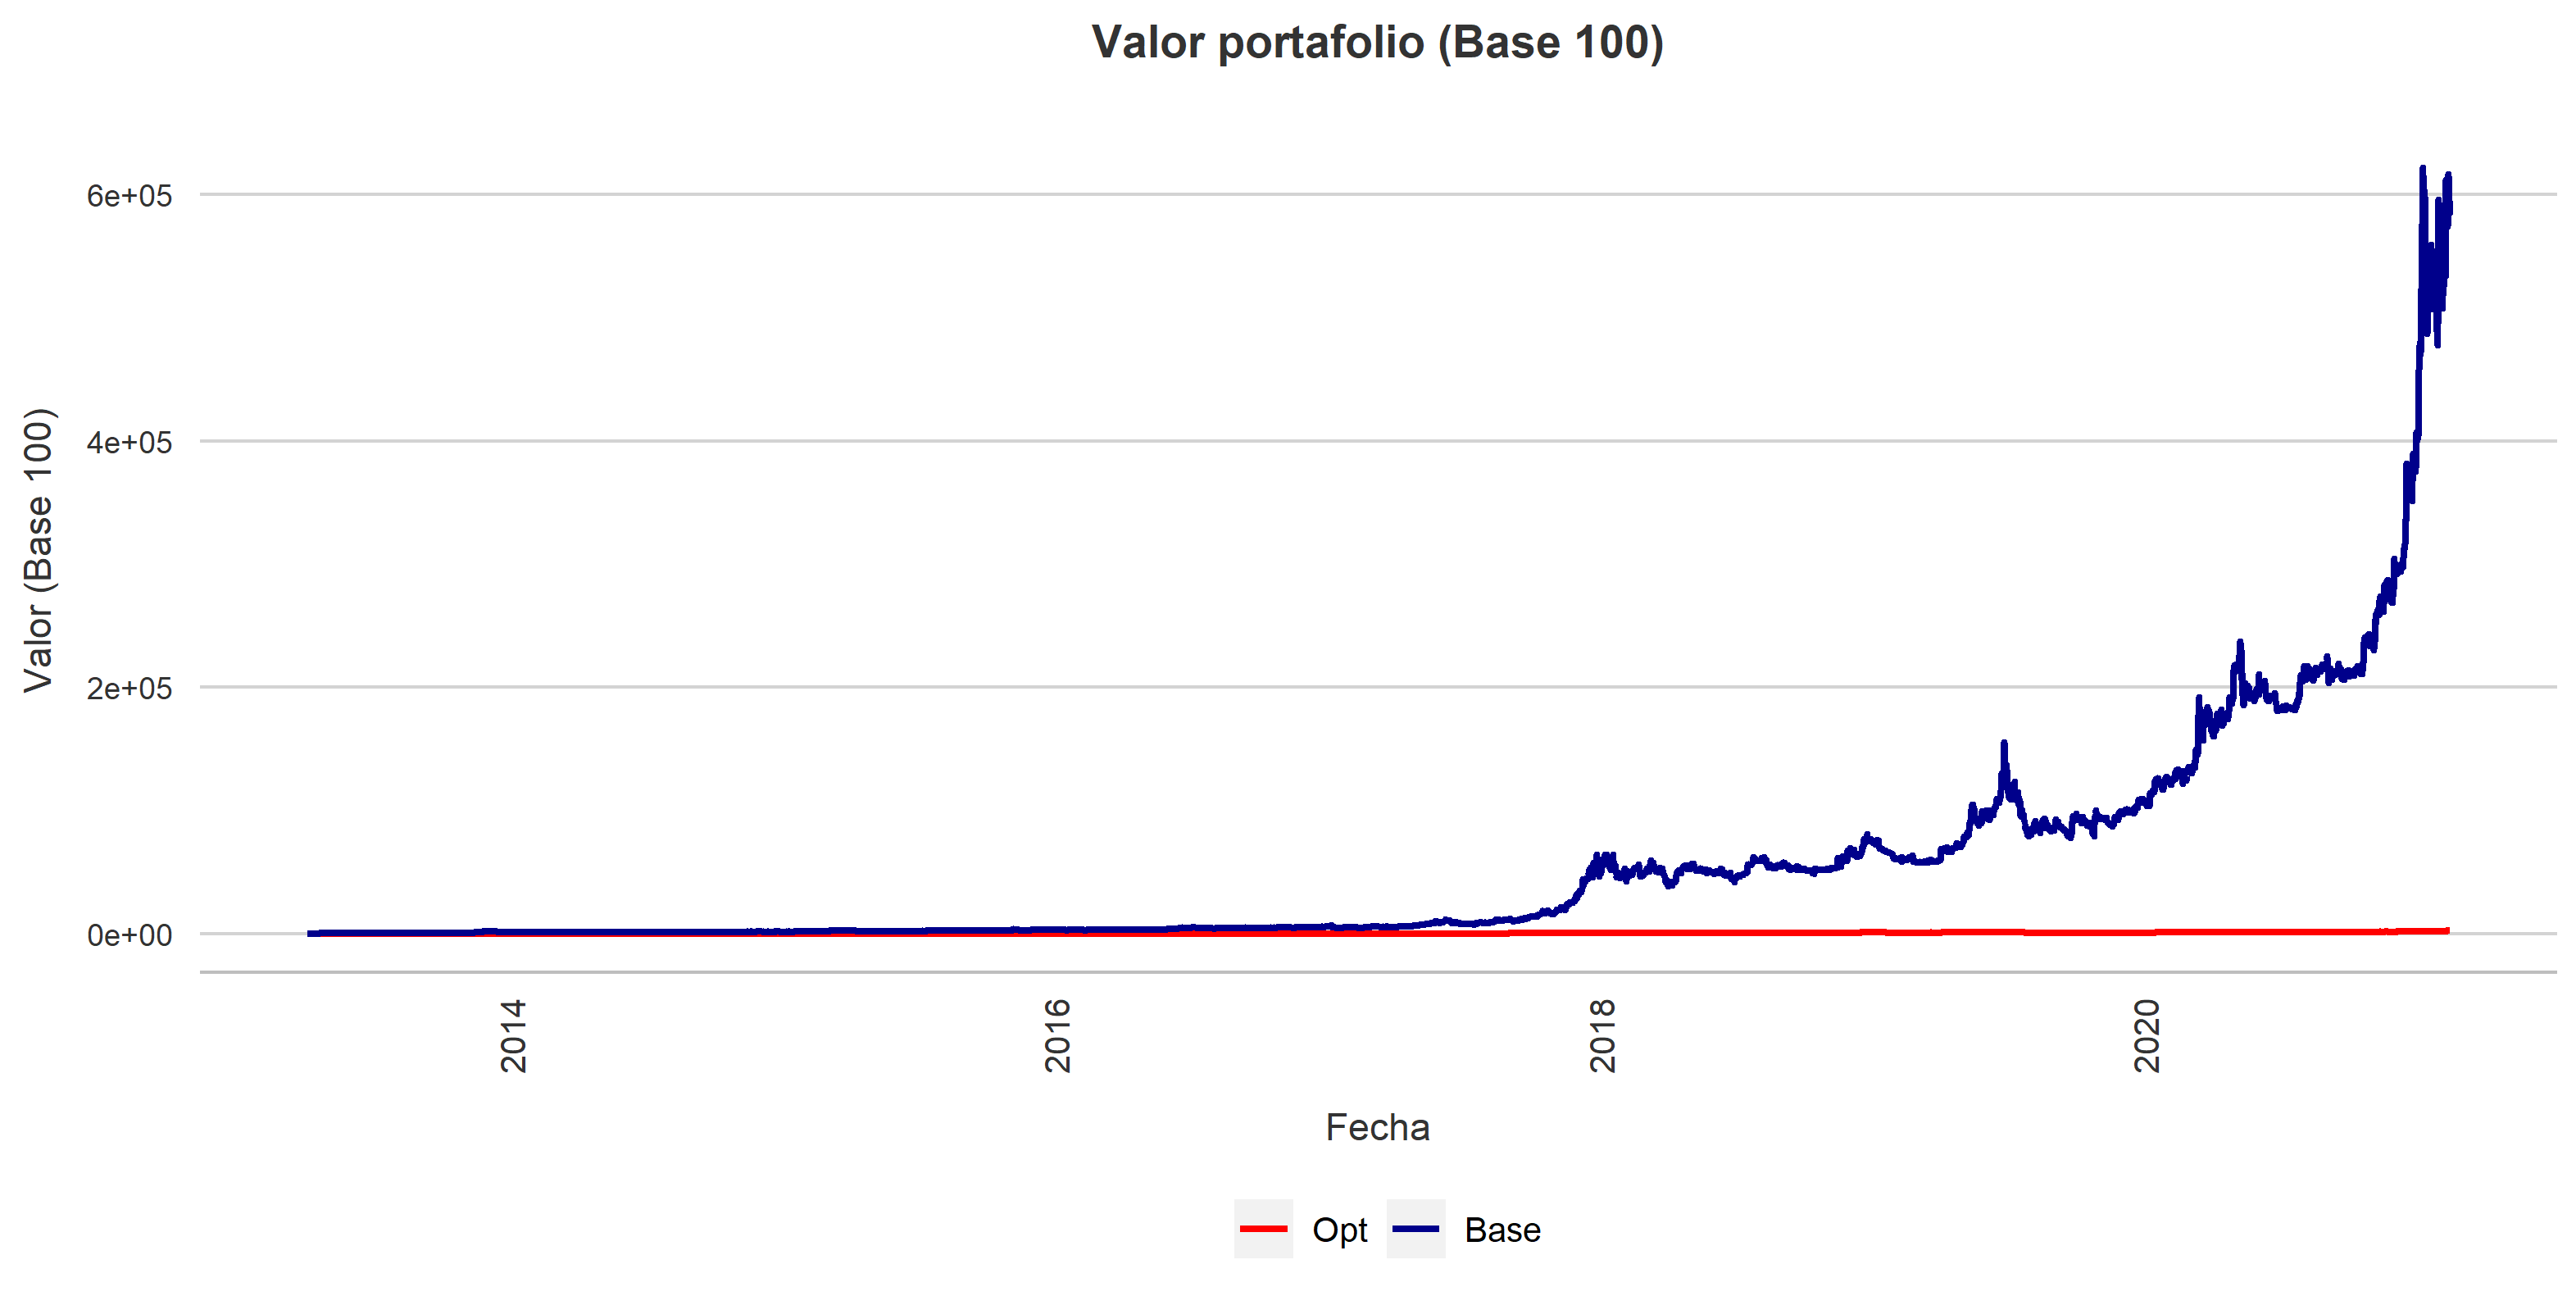 Valor portafolio (Base 100)
Valor (Base 100)
6e+05
4e+05
2e+05
0e+00
2014
2016
2018
2020
Fecha
Opt
Base